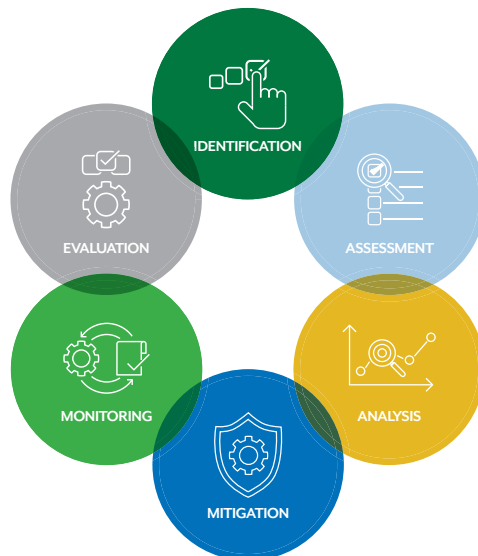 IDENTIFICATION
ASSESSMENT
ANALYSIS
MITIGATION
MONITORING
EVALUATION